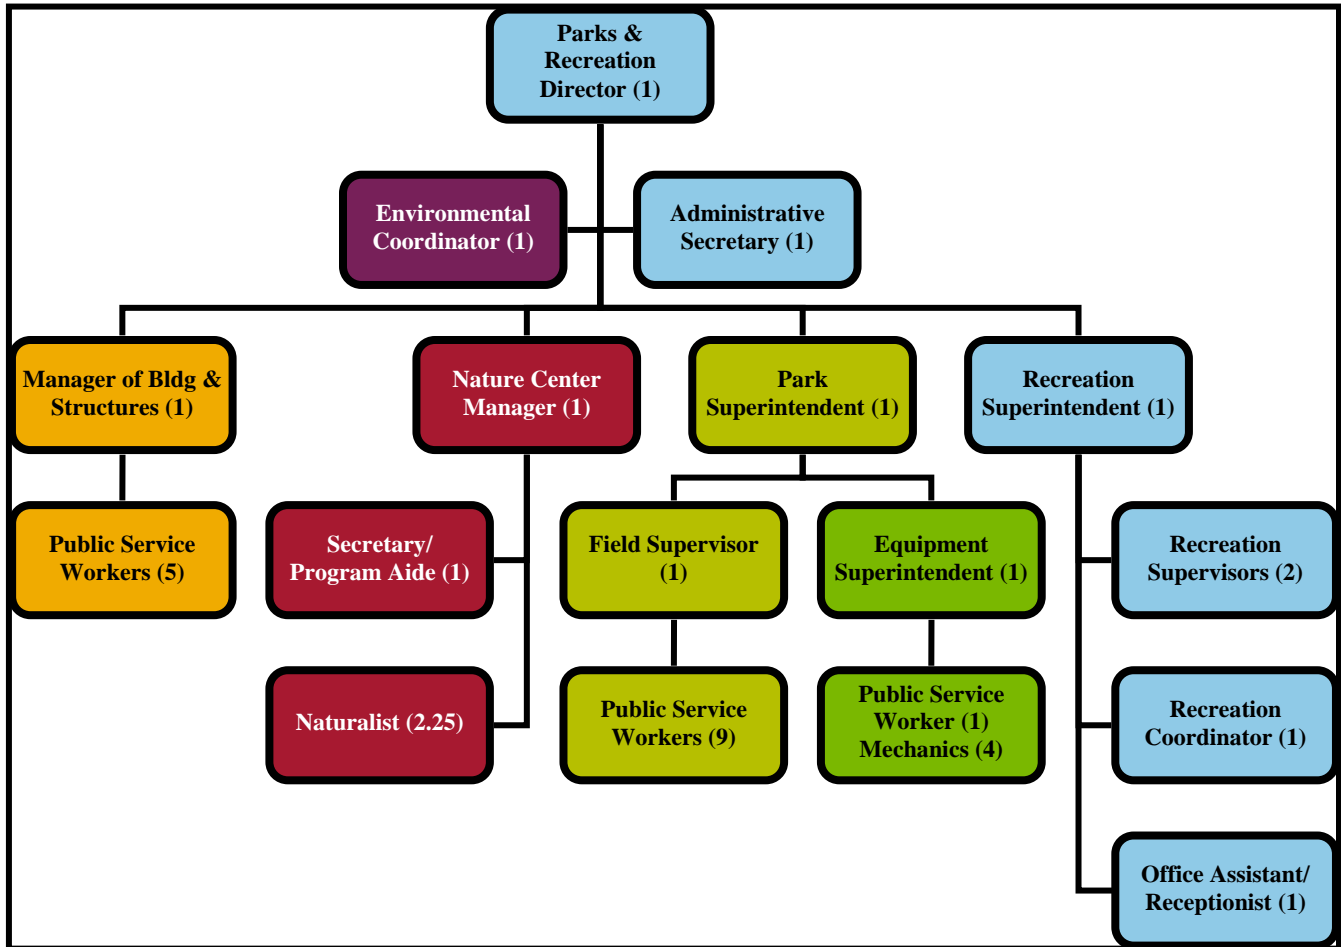 Parks &
Recreation
Director (1)
Environmental
Coordinator (1)
Administrative
Secretary (1)
Manager of Bldg &
Structures (1)
Nature Center
Manager (1)
Park
Superintendent (1)
Recreation
Superintendent (1)
Public Service
Workers (5)
Secretary/
Program Aide (1)
Field Supervisor
(1)
Equipment
Superintendent (1)
Recreation
Supervisors (2)
Naturalist (2.25)
Public Service
Workers (9)
Public Service
Worker (1)
Mechanics (4)
Recreation
Coordinator (1)
Office Assistant/
Receptionist (1)